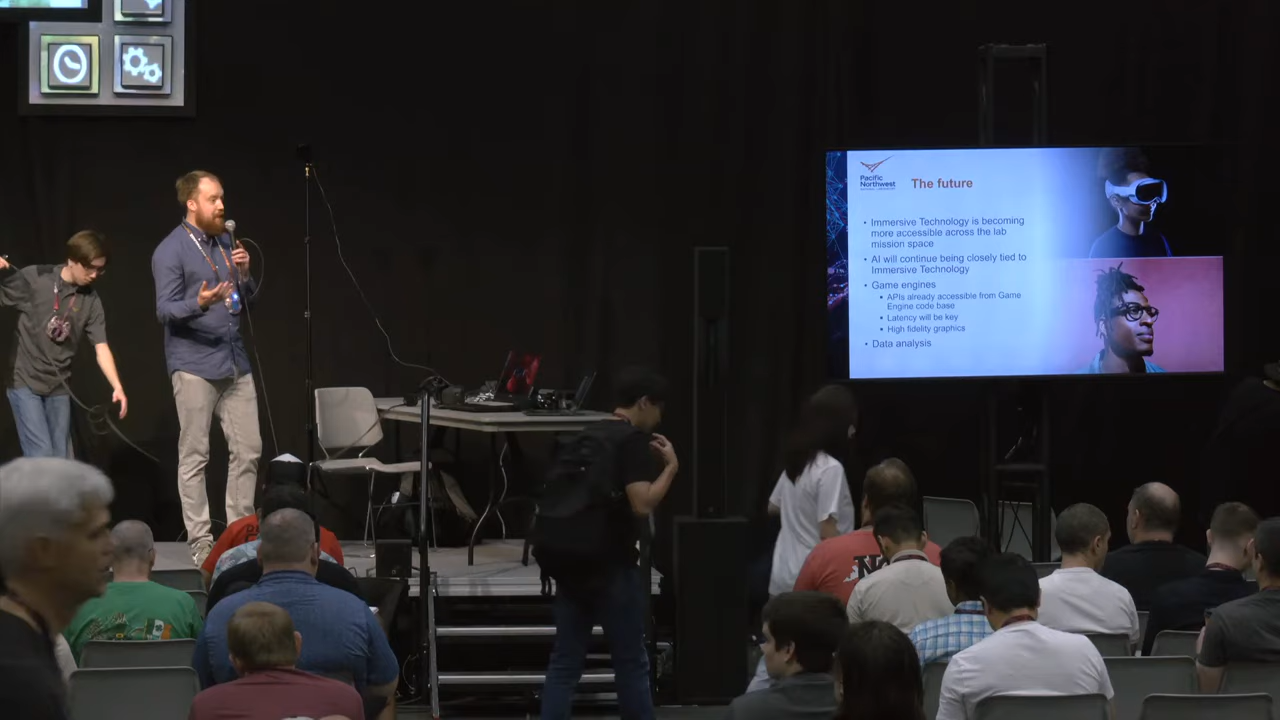 Pacific
Northwest
NATIONAL LABORATORY
The future
• Immersive Technology is becoming
more accessible across the lab
mission space
• AI will continue being closely tied to
Immersive Technology
• Game engines
▪ APIs already accessible from Game
Engine code base
▪ Latency will be key
▪ High fidelity graphics
• Data analysis
N